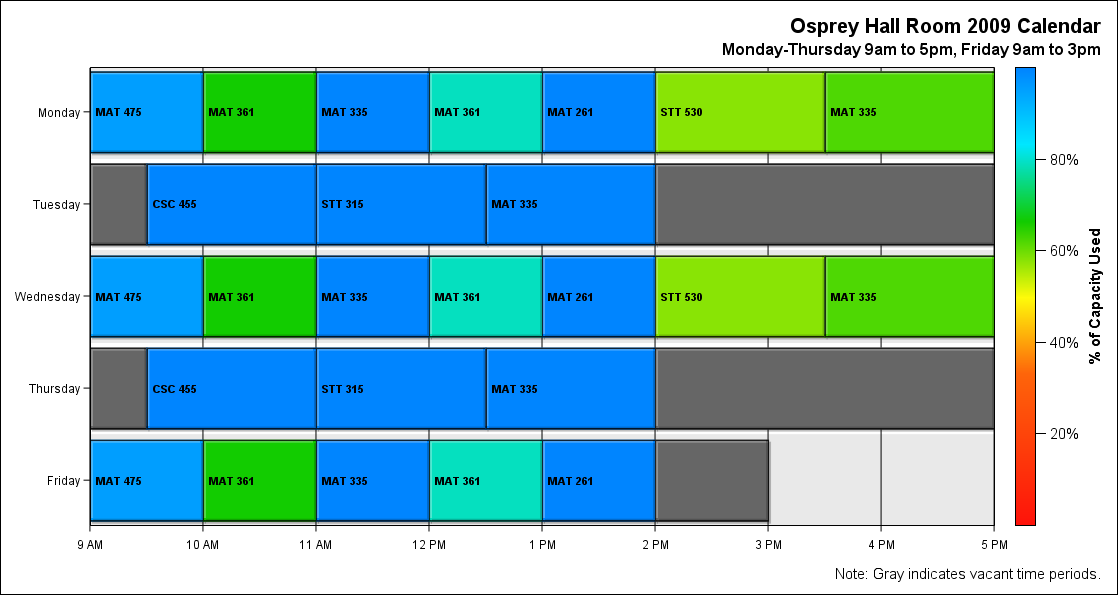 Osprey Hall Room 2009 Calendar
Monday-Thursday 9am to 5pm, Friday 9am to 3pm
Monday
MAT 475 MAT 361 MAT 335 MAT 361 MAT 261 STT 530 MAT 335
80%
Tuesday
CSC 455 STT 315 MAT 335
60%
% of Capacity Used
Wednesday
MAT 475 MAT 361 MAT 335 MAT 361 MAT 261 STT 530 MAT 335
40%
Thursday
CSC 455 STT 315 MAT 335
20%
Friday
MAT 475 MAT 361 MAT 335 MAT 361 MAT 261
9 AM 10 AM 11 AM 12 PM 1 PM 2 PM 3 PM 4 PM 5 PM
Note: Gray indicates vacant time periods.